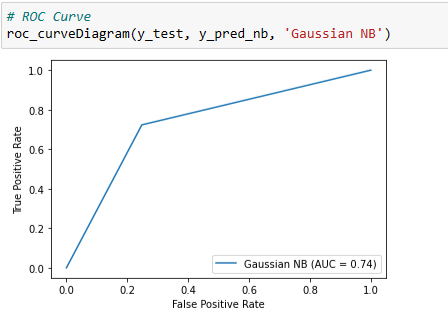 # ROC Curve
roc_curveDiagram(y_test, y_pred_nb, 'Gaussian NB')
1.0
0.8
0.6
0.4
0.2
0.0
True Positive Rate
Gaussian NB (AUC = 0.74)
0.0 0.2 0.4 0.6 0.8 1.0
False Positive Rate